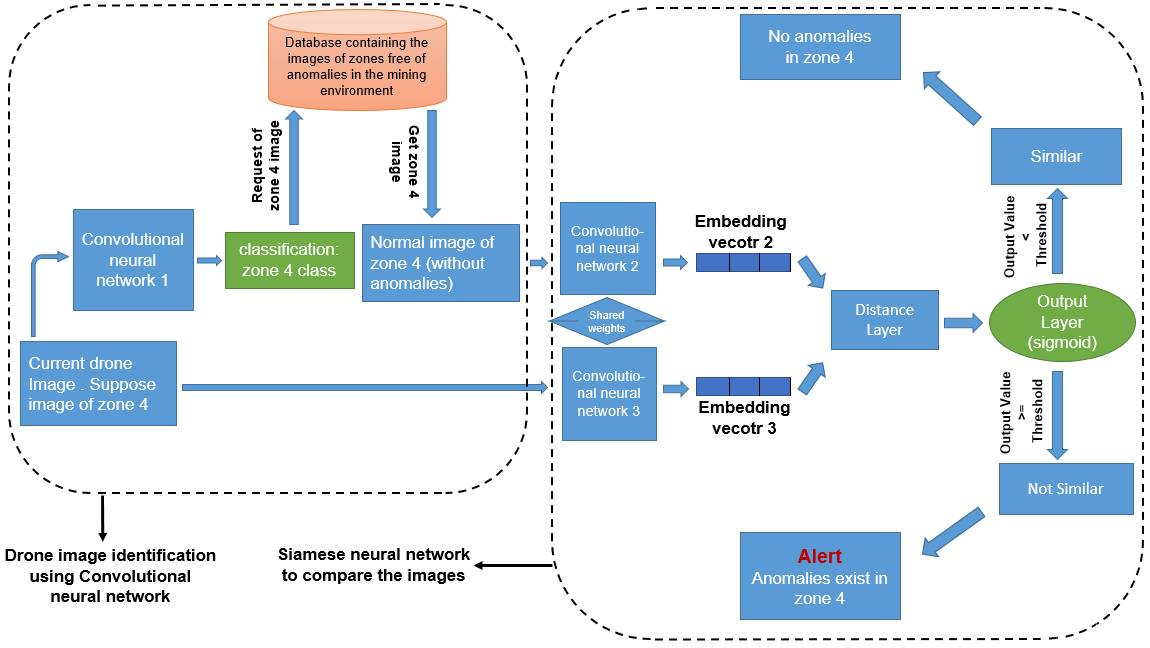 Database containing the
images of zones free of
anomalies in the mining
environment
Request of
zone 4 image
Get zone 4
image
Convolutional
neural
network 1
classification:
zone 4 class
Normal image of
zone 4 (without
anomalies)
Current drone
Image . Suppose
image of zone 4
Drone image identification
using Convolutional
neural network
Convolutio-
nal neural
network 2
Shared
weights
Convolutio-
nal neural
network 3
Embedding
vecotr 2
Embedding
vecotr 3
Distance
Layer
Output
Layer
(sigmoid)
Output Value
<
Threshold
Similar
No anomalies
in zone 4
Output Value
>=
Threshold
Not Similar
Alert
Anomalies exist in
zone 4
Siamese neural network
to compare the images